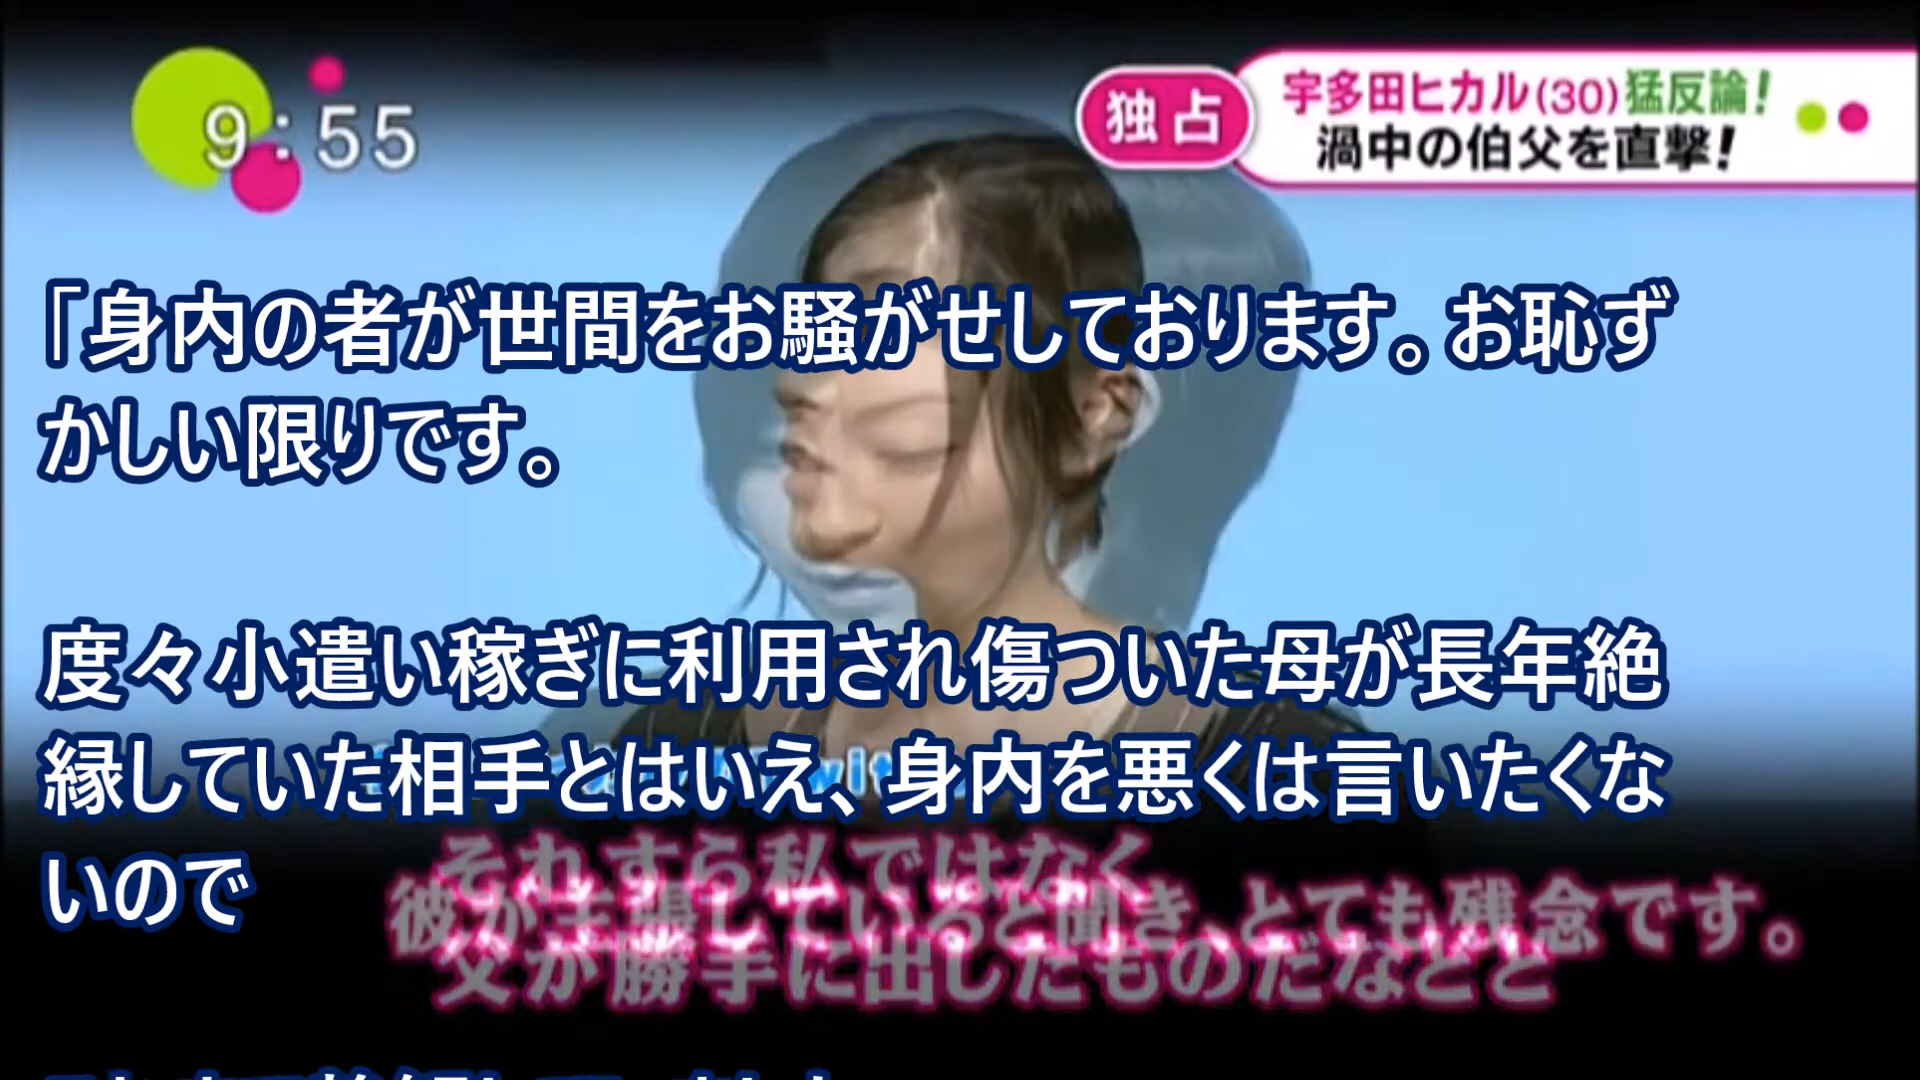 9:55
独占
宇多田ヒカル(30)猛反論!
渦中の伯父を直撃!
「身内の者が世間をお騒がせしております。お恥ず
かしい限りです。
度々小遣い稼ぎに利用され傷ついた母が長年絶
縁していた相手とはいえ、身内を悪くは言いたくな
いので
それすら私ではなく
彼が主張していると聞き、とても残念です。
父が勝手に出したものだなどと